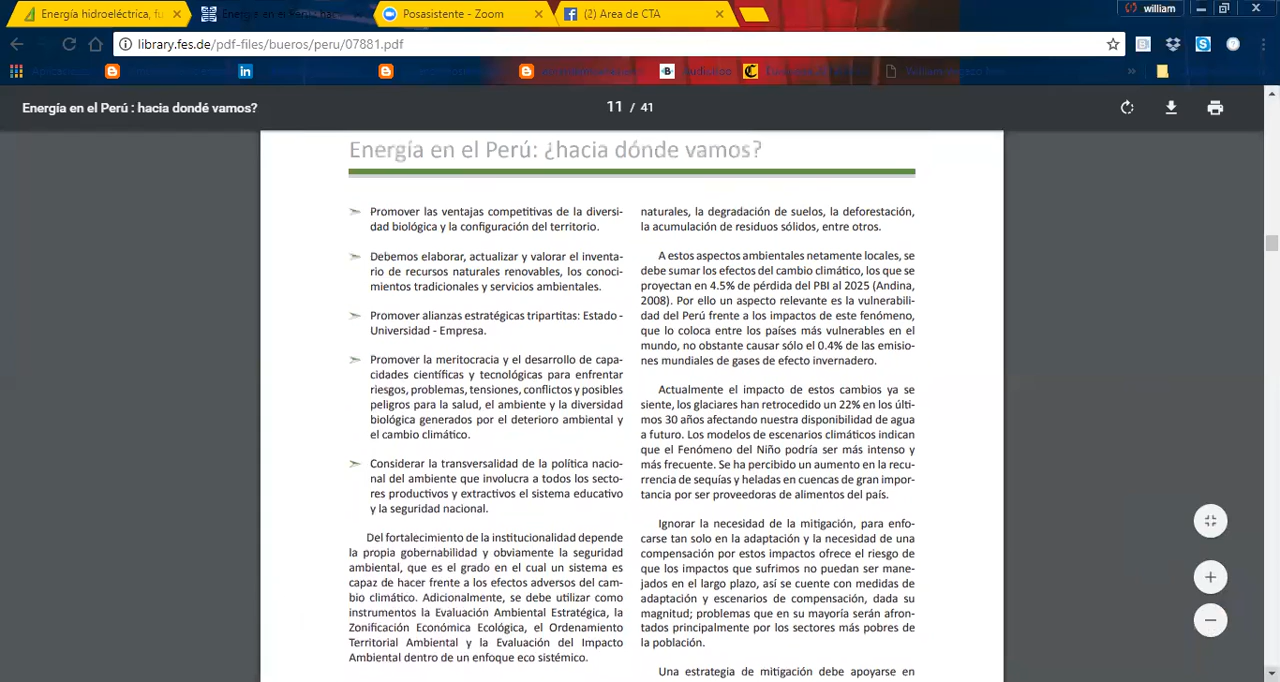 Energía hidroeléctrica, fu
Energía en el Perú: hac
Posasistente - Zoom
(2) Area de CTA
william
library.fes.de/pdf-files/bueros/peru/07881.pdf
Energía en el Perú : hacia dondé vamos?
11 / 41
Energía en el Perú: ¿hacia dónde vamos?
Promover las ventajas competitivas de la diversi-
dad biológica y la configuración del territorio.
Debemos elaborar, actualizar y valorar el inventa-
rio de recursos naturales renovables, los conoci-
mientos tradicionales y servicios ambientales.
Promover alianzas estratégicas tripartitas: Estado -
Universidad - Empresa.
Promover la meritocracia y el desarrollo de capa-
cidades científicas y tecnológicas para enfrentar
riesgos, problemas, tensiones, conflictos y posibles
peligros para la salud, el ambiente y la diversidad
biológica generados por el deterioro ambiental y
el cambio climático.
Considerar la transversalidad de la política nacio-
nal del ambiente que involucra a todos los secto-
res productivos y extractivos el sistema educativo
y la seguridad nacional.
Del fortalecimiento de la institucionalidad depende
la propia gobernabilidad y obviamente la seguridad
ambiental, que es el grado en el cual un sistema es
capaz de hacer frente a los efectos adversos del cam-
bio climático. Adicionalmente, se debe utilizar como
instrumentos la Evaluación Ambiental Estratégica, la
Zonificación Económica Ecológica, el Ordenamiento
Territorial Ambiental y la Evaluación del Impacto
Ambiental dentro de un enfoque eco sistémico.
naturales, la degradación de suelos, la deforestación,
la acumulación de residuos sólidos, entre otros.
A estos aspectos ambientales netamente locales, se
debe sumar los efectos del cambio climático, los que se
proyectan en 4.5% de pérdida del PBI al 2025 (Andina,
2008). Por ello un aspecto relevante es la vulnerabili-
dad del Perú frente a los impactos de este fenómeno,
que lo coloca entre los países más vulnerables en el
mundo, no obstante causar sólo el 0.4% de las emisio-
nes mundiales de gases de efecto invernadero.
Actualmente el impacto de estos cambios ya se
siente, los glaciares han retrocedido un 22% en los últi-
mos 30 años afectando nuestra disponibilidad de agua
a futuro. Los modelos de escenarios climáticos indican
que el Fenómeno del Niño podría ser más intenso y
más frecuente. Se ha percibido un aumento en la recu-
rrencia de sequías y heladas en cuencas de gran impor-
tancia por ser proveedoras de alimentos del país.
Ignorar la necesidad de la mitigación, para enfo-
carse tan solo en la adaptación y la necesidad de una
compensación por estos impactos ofrece el riesgo de
que los impactos que sufrimos no puedan ser mane-
jados en el largo plazo, así se cuente con medidas de
adaptación y escenarios de compensación, dada su
magnitud; problemas que en su mayoría serán afron-
tados principalmente por los sectores más pobres de
la población.
Una estrategia de mitigación debe apoyarse en